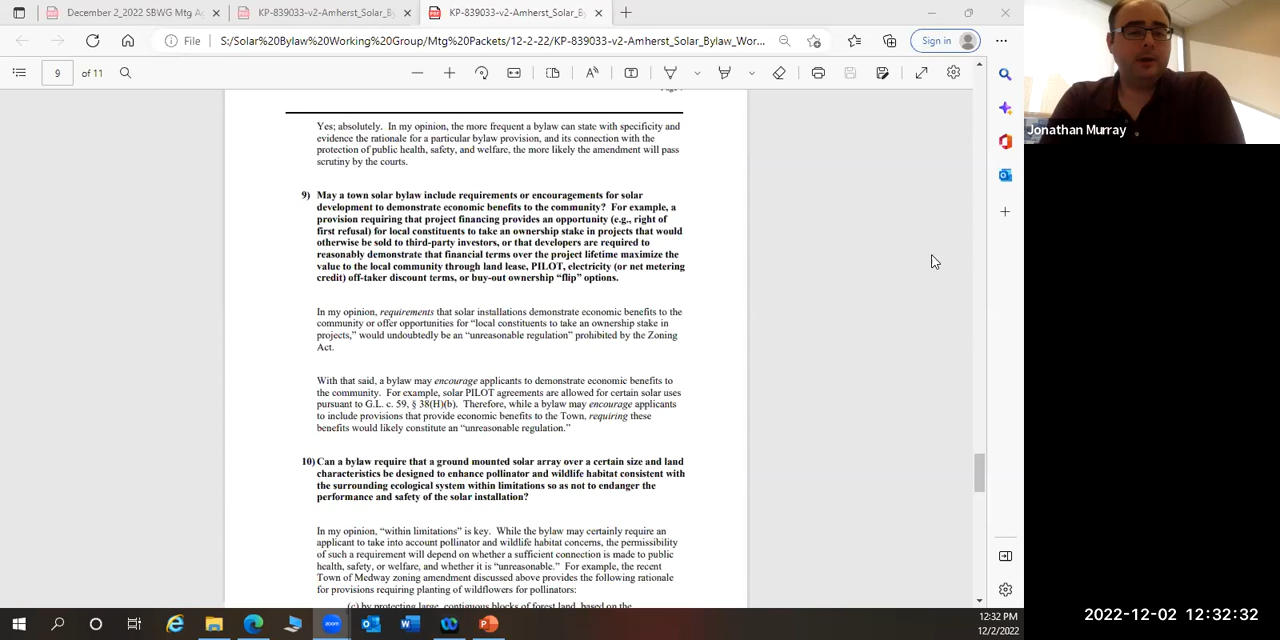 December 2_2022 SBWG Mtg Ag
KP-839033-v2-Amherst_Solar_By
KP-839033-v2-Amherst_Solar_By
File
S:/Solar%20Bylaw%20Working%20Group/Mtg%20Packets/12-2-22/KP-839033-v2-Amherst_Solar_Bylaw_Wor...
Sign in
9 of 11
Yes; absolutely. In my opinion, the more frequent a bylaw can state with specificity and
evidence the rationale for a particular bylaw provision, and its connection with the
protection of public health, safety, and welfare, the more likely the amendment will pass
scrutiny by the courts.
9) May a town solar bylaw include requirements or encouragements for solar
development to demonstrate economic benefits to the community? For example, a
provision requiring that project financing provides an opportunity (e.g., right of
first refusal) for local constituents to take an ownership stake in projects that would
otherwise be sold to third-party investors, or that developers are required to
reasonably demonstrate that financial terms over the project lifetime maximize the
value to the local community through land lease, PILOT, electricity (or net metering
credit) off-taker discount terms, or buy-out ownership “flip” options.
In my opinion, requirements that solar installations demonstrate economic benefits to the
community or offer opportunities for “local constituents to take an ownership stake in
projects,” would undoubtedly be an “unreasonable regulation” prohibited by the Zoning
Act.
With that said, a bylaw may encourage applicants to demonstrate economic benefits to
the community. For example, solar PILOT agreements are allowed for certain solar uses
pursuant to G.L. c. 59, § 38(H)(b). Therefore, while a bylaw may encourage applicants
to include provisions that provide economic benefits to the Town, requiring these
benefits would likely constitute an “unreasonable regulation.”
10) Can a bylaw require that a ground mounted solar array over a certain size and land
characteristics be designed to enhance pollinator and wildlife habitat consistent with
the surrounding ecological system within limitations so as not to endanger the
performance and safety of the solar installation?
In my opinion, “within limitations” is key. While the bylaw may certainly require an
applicant to take into account pollinator and wildlife habitat concerns, the permissibility
of such a requirement will depend on whether a sufficient connection is made to public
health, safety, or welfare, and whether it is “unreasonable.” For example, the recent
Town of Medway zoning amendment discussed above provides the following rationale
for provisions requiring planting of wildflowers for pollinators:
(c) by protecting large, contiguous blocks of forest land, based on the
Jonathan Murray
12:32 PM
12/2/2022
2022-12-02 12:32:32